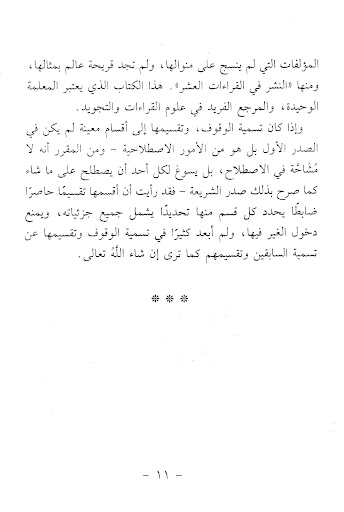 المؤلفات التي لم ينسج على منوالها، ولم تجد قريحة عالم بمثالها،
ومنها «النشر في القراءات العشر». هذا الكتاب الذي يعتبر المعلمة
الوحيدة، والمرجع الفريد في علوم القراءات والتجويد.
وإذا كان تسمية الوقوف، وتقسيمها إلى أقسام معينة لم يكن في
الصدر الأول بل هو من الأمور الاصطلاحية - ومن المقرر أنه لا
مُشَاحَّة في الاصطلاح، بل يسوغ لكل أحد أن يصطلح على ما شاء
كما صرح بذلك صدر الشريعة - فقد رأيت أن أقسمها تقسيمًا حاصرًا
ضابطًا يحدد كل قسم منها تحديدًا يشمل جميع جزئياته، ويمنع
دخول الغير فيها، ولم أبعد كثيرًا في تسمية الوقوف وتقسيمها عن
تسمية السابقين وتقسيمهم كما ترى إن شاء اللَّه تعالى.
* * *
- ١١ -